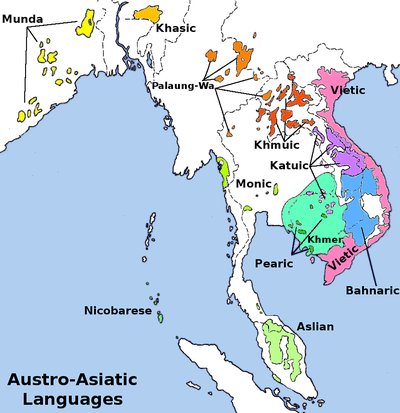 Munda
Khasic
Palaung-Wa
Vietic
Khmuic
Katuic
Monic
Khmer
Pearic
Vietic
Bahnaric
Nicobarese
Aslian
Austro-Asiatic
Languages